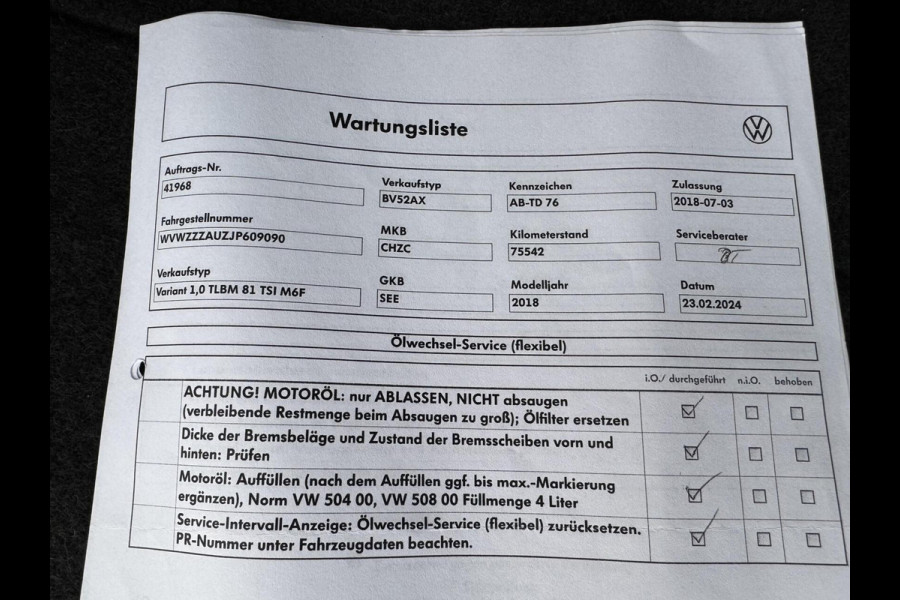 Wartungsliste
Auftrags-Nr. Verkaufstyp Kennzeichen Zulassung
41968 BV52AX AB-TD 76 2018-07-03
Fahrgestellnummer MKB Kilometerstand Serviceberater
WVWZZZAUZJP609090 CHZC 75542
Verkaufstyp GKB Modelljahr Datum
Variant 1,0 TLBM 81 TSI M6F SEE 2018 23.02.2024
Ölwechsel-Service (flexibel)
i.O./ durchgeführt n.i.O. behoben
ACHTUNG! MOTORÖL: nur ABLASSEN, NICHT absaugen
(verbleibende Restmenge beim Absaugen zu groß); Ölfilter ersetzen
Dicke der Bremsbeläge und Zustand der Bremsscheiben vorn und
hinten: Prüfen
Motoröl: Auffüllen (nach dem Auffüllen ggf. bis max.-Markierung
ergänzen), Norm VW 504 00, VW 508 00 Füllmenge 4 Liter
Service-Intervall-Anzeige: Ölwechsel-Service (flexibel) zurücksetzen.
PR-Nummer unter Fahrzeugdaten beachten.